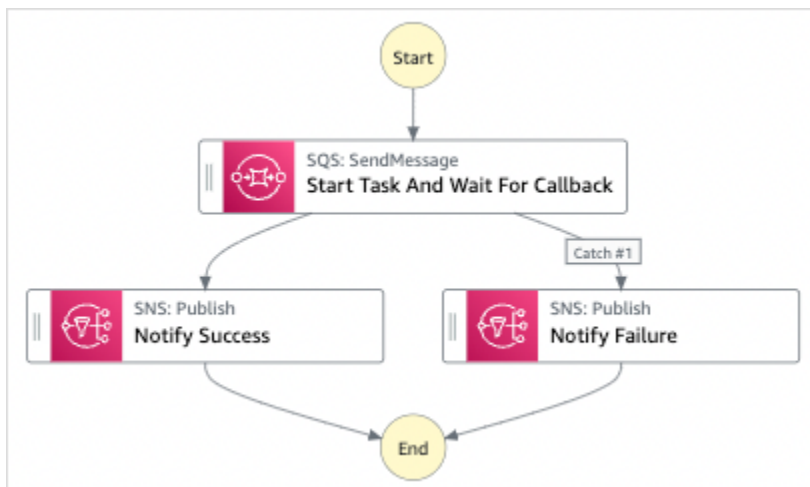 Start
SQS: SendMessage
Start Task And Wait For Callback
Catch #1
SNS: Publish
Notify Success
SNS: Publish
Notify Failure
End